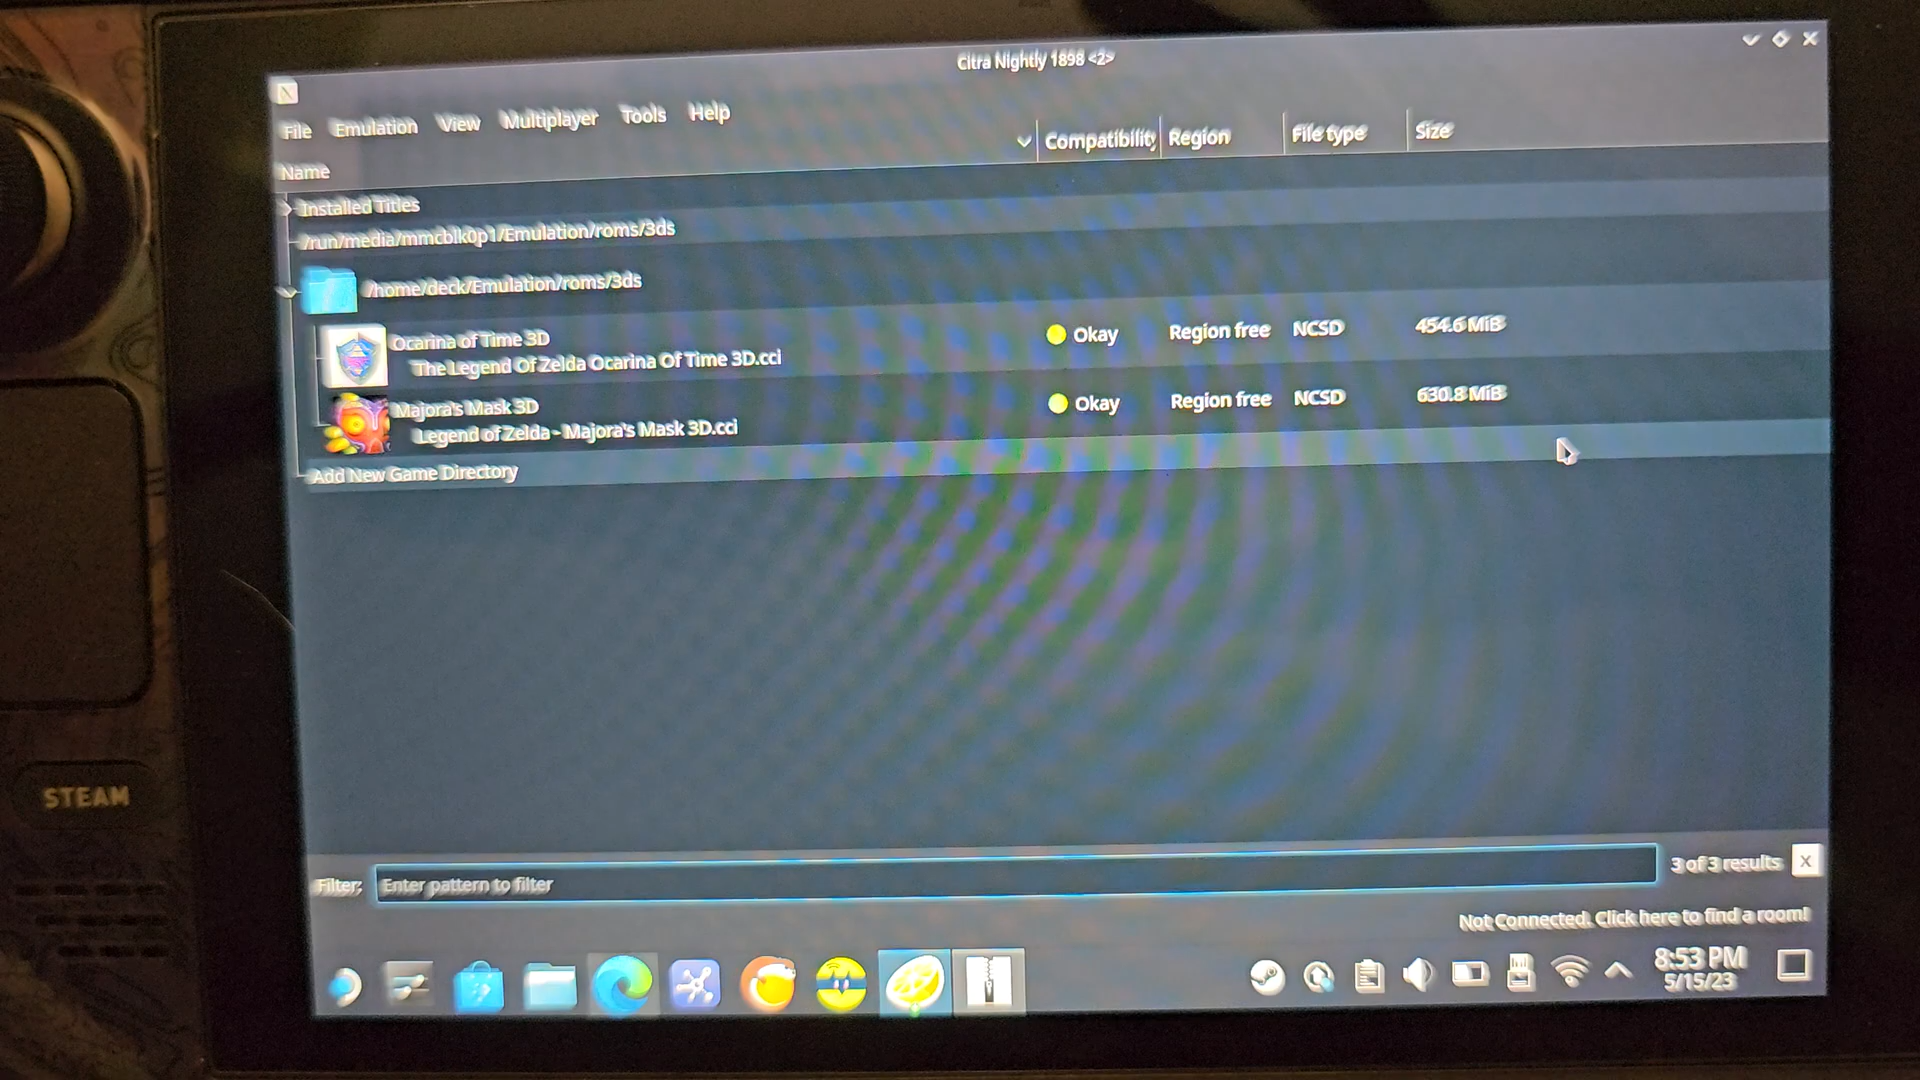 Citra Nightly 1898 <2>
File Emulation View Multiplayer Tools Help
Name Compatibility Region File type Size
Installed Titles
/run/media/mmcblk0p1/Emulation/roms/3ds
/home/deck/Emulation/roms/3ds
Ocarina of Time 3D
The Legend Of Zelda Ocarina Of Time 3D.cci
Okay Region free NCSD 454.6 MiB
Majora's Mask 3D
Legend of Zelda - Majora's Mask 3D.cci
Okay Region free NCSD 630.8 MiB
Add New Game Directory
Filter: Enter pattern to filter 3 of 3 results X
Not Connected. Click here to find a room!
8:53 PM
5/15/23
STEAM